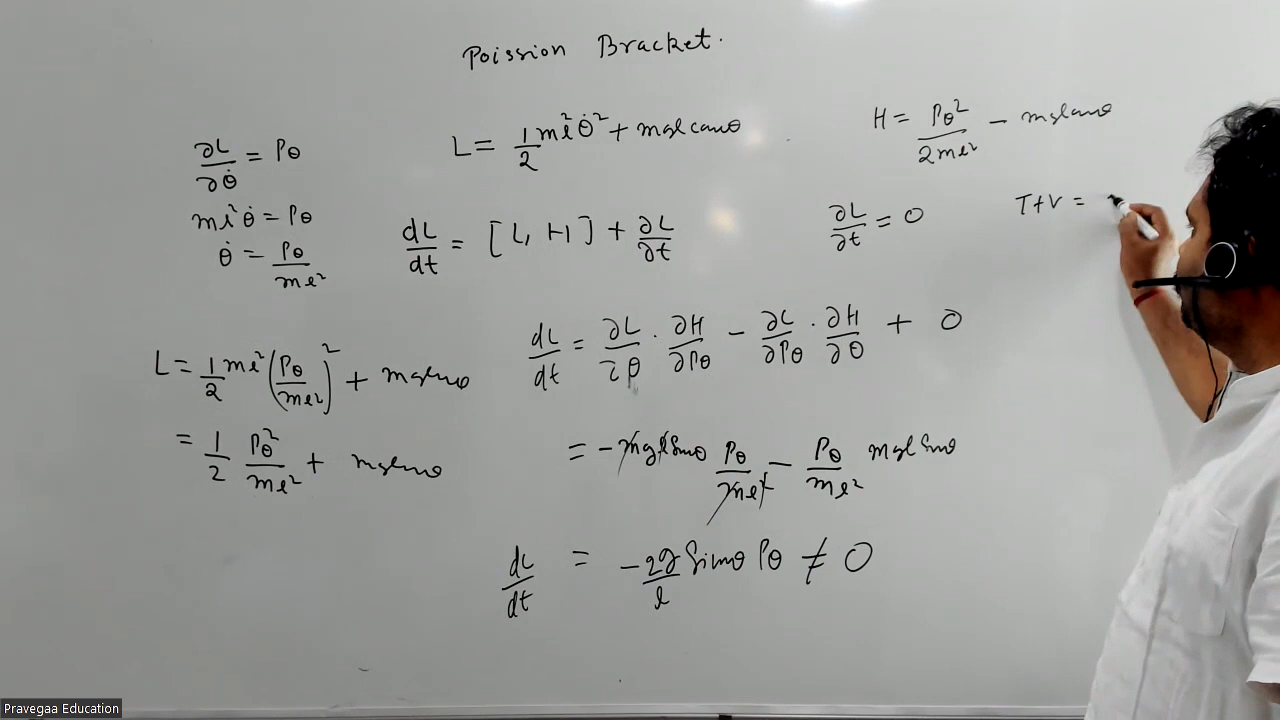 Poission Bracket.
∂L/∂θ̇ = Pθ
L = 1/2 ml²θ̇² + mgl cosθ
H = Pθ²/2ml² − mgl cosθ
ml²θ̇ = Pθ
θ̇ = Pθ/ml²
dL/dt = [L, H] + ∂L/∂t
∂L/∂t = 0
T+V =
L = 1/2 ml² (Pθ/ml²)² + mgl cosθ
= 1/2 Pθ²/ml² + mgl cosθ
dL/dt = ∂L/∂θ · ∂H/∂Pθ − ∂L/∂Pθ · ∂H/∂θ + 0
= −mgl Sinθ Pθ/ml² − Pθ/ml² mgl Sinθ
dL/dt = −2g/l Sinθ Pθ ≠ 0
Pravegaa Education